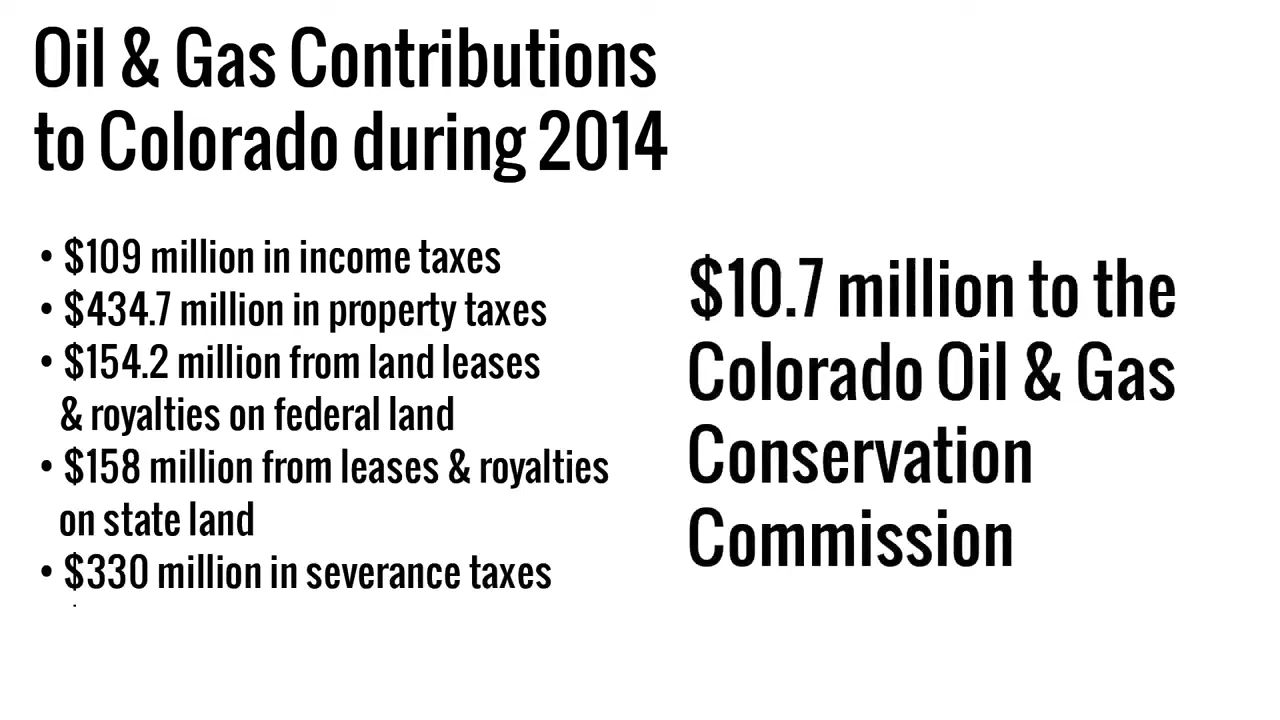 Oil & Gas Contributions
to Colorado during 2014
• $109 million in income taxes
• $434.7 million in property taxes
• $154.2 million from land leases
& royalties on federal land
• $158 million from leases & royalties
on state land
• $330 million in severance taxes
$10.7 million to the
Colorado Oil & Gas
Conservation
Commission